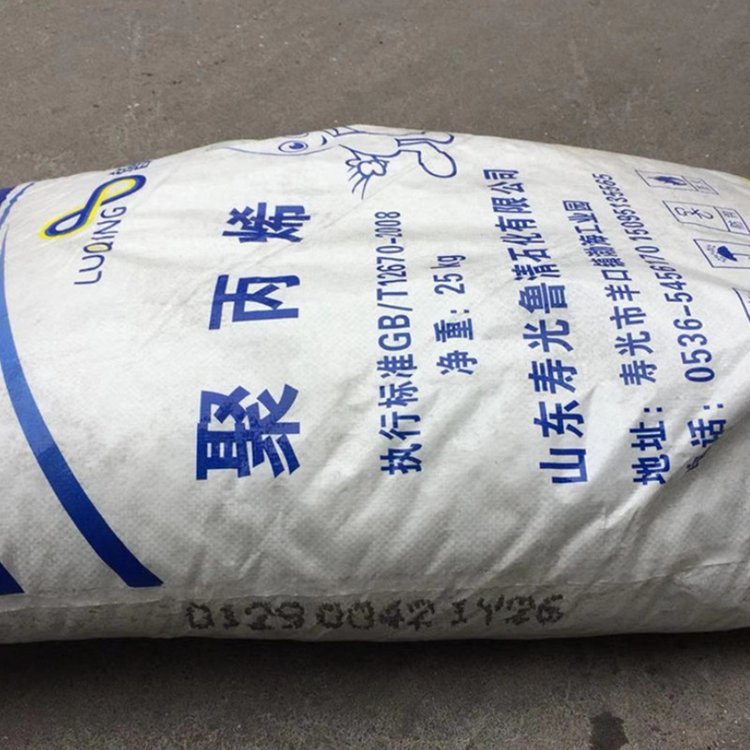 LUQING
聚丙烯
执行标准GB/T12670-2008
净重：25kg
山东寿光鲁清石化有限公司
地址：寿光市羊口镇渤海工业园
电话：0536-5456170 15095135565